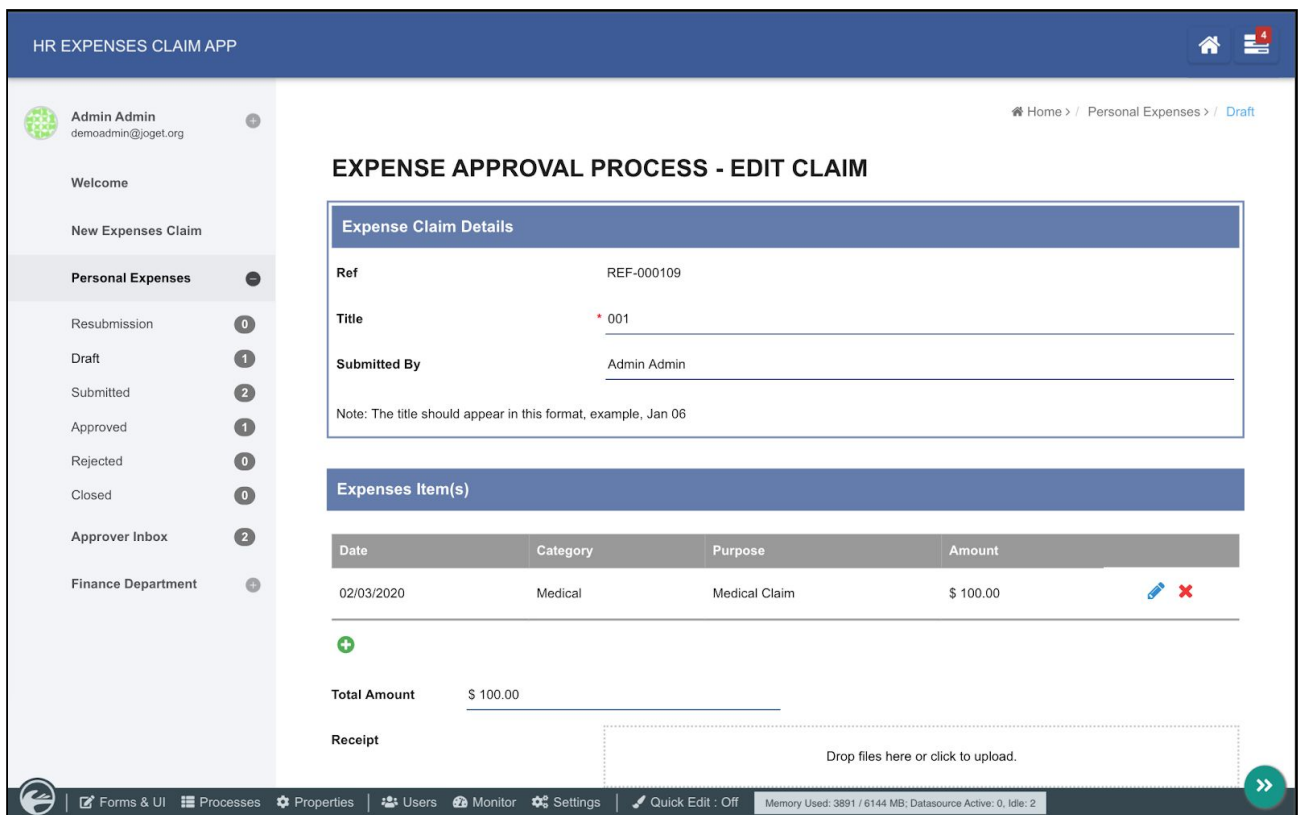 HR EXPENSES CLAIM APP
4
Admin Admin
demoadmin@joget.org
Welcome
New Expenses Claim
Personal Expenses
Resubmission 0
Draft 1
Submitted 2
Approved 1
Rejected 0
Closed 0
Approver Inbox 2
Finance Department
Home > / Personal Expenses > / Draft
EXPENSE APPROVAL PROCESS - EDIT CLAIM
Expense Claim Details
Ref REF-000109
Title * 001
Submitted By Admin Admin
Note: The title should appear in this format, example, Jan 06
Expenses Item(s)
Date Category Purpose Amount
02/03/2020 Medical Medical Claim $ 100.00
Total Amount $ 100.00
Receipt Drop files here or click to upload.
Forms & UI Processes Properties | Users Monitor Settings | Quick Edit : Off Memory Used: 3891 / 6144 MB; Datasource Active: 0, Idle: 2